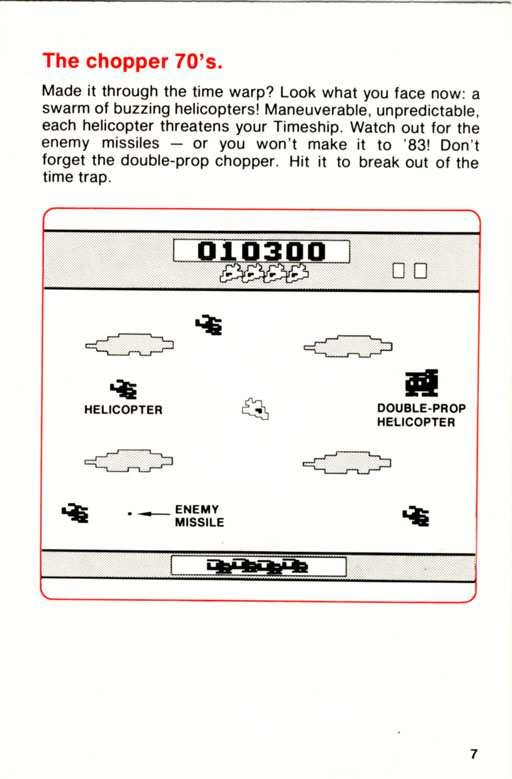 The chopper 70's.
Made it through the time warp? Look what you face now: a
swarm of buzzing helicopters! Maneuverable, unpredictable,
each helicopter threatens your Timeship. Watch out for the
enemy missiles — or you won't make it to '83! Don't
forget the double-prop chopper. Hit it to break out of the
time trap.
010300
HELICOPTER
DOUBLE-PROP
HELICOPTER
ENEMY
MISSILE
7